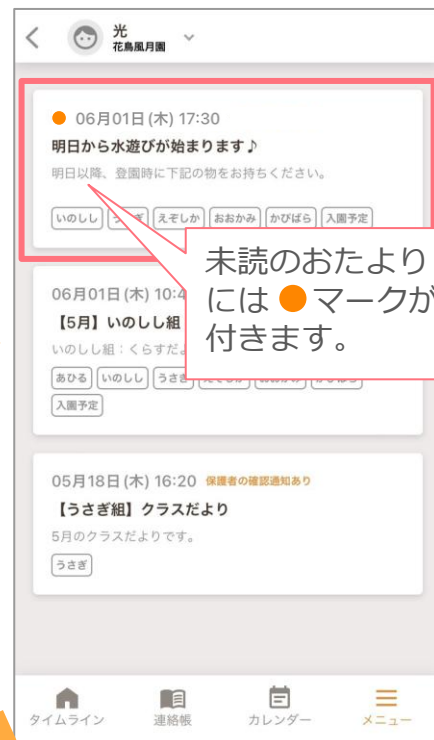 光
花鳥風月園
06月01日(木) 17:30
明日から水遊びが始まります♪
明日以降、登園時に下記の物をお持ちください。
いのしし うさぎ えぞしか おおかみ かぴばら 入園予定
未読のおたより
には●マークが
付きます。
06月01日(木) 10:4
【5月】いのしし組
いのしし組：くらすだよ
あひる いのしし うさぎ
入園予定
05月18日(木) 16:20 保護者の確認通知あり
【うさぎ組】クラスだより
5月のクラスだよりです。
うさぎ
タイムライン 連絡帳 カレンダー メニュー